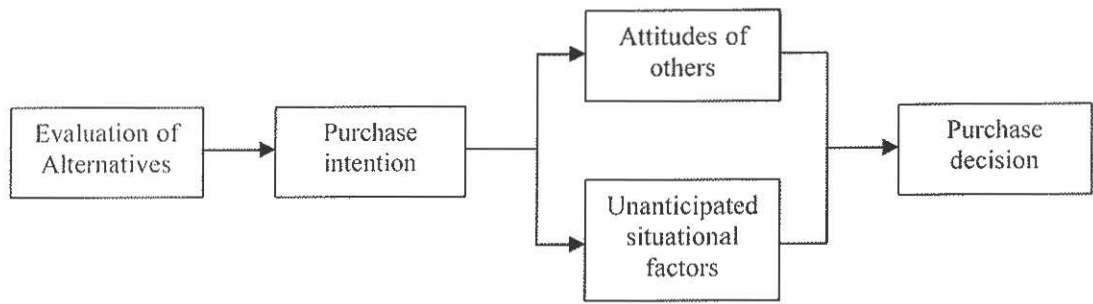 Evaluation of
Alternatives
Purchase
intention
Attitudes of
others
Unanticipated
situational
factors
Purchase
decision